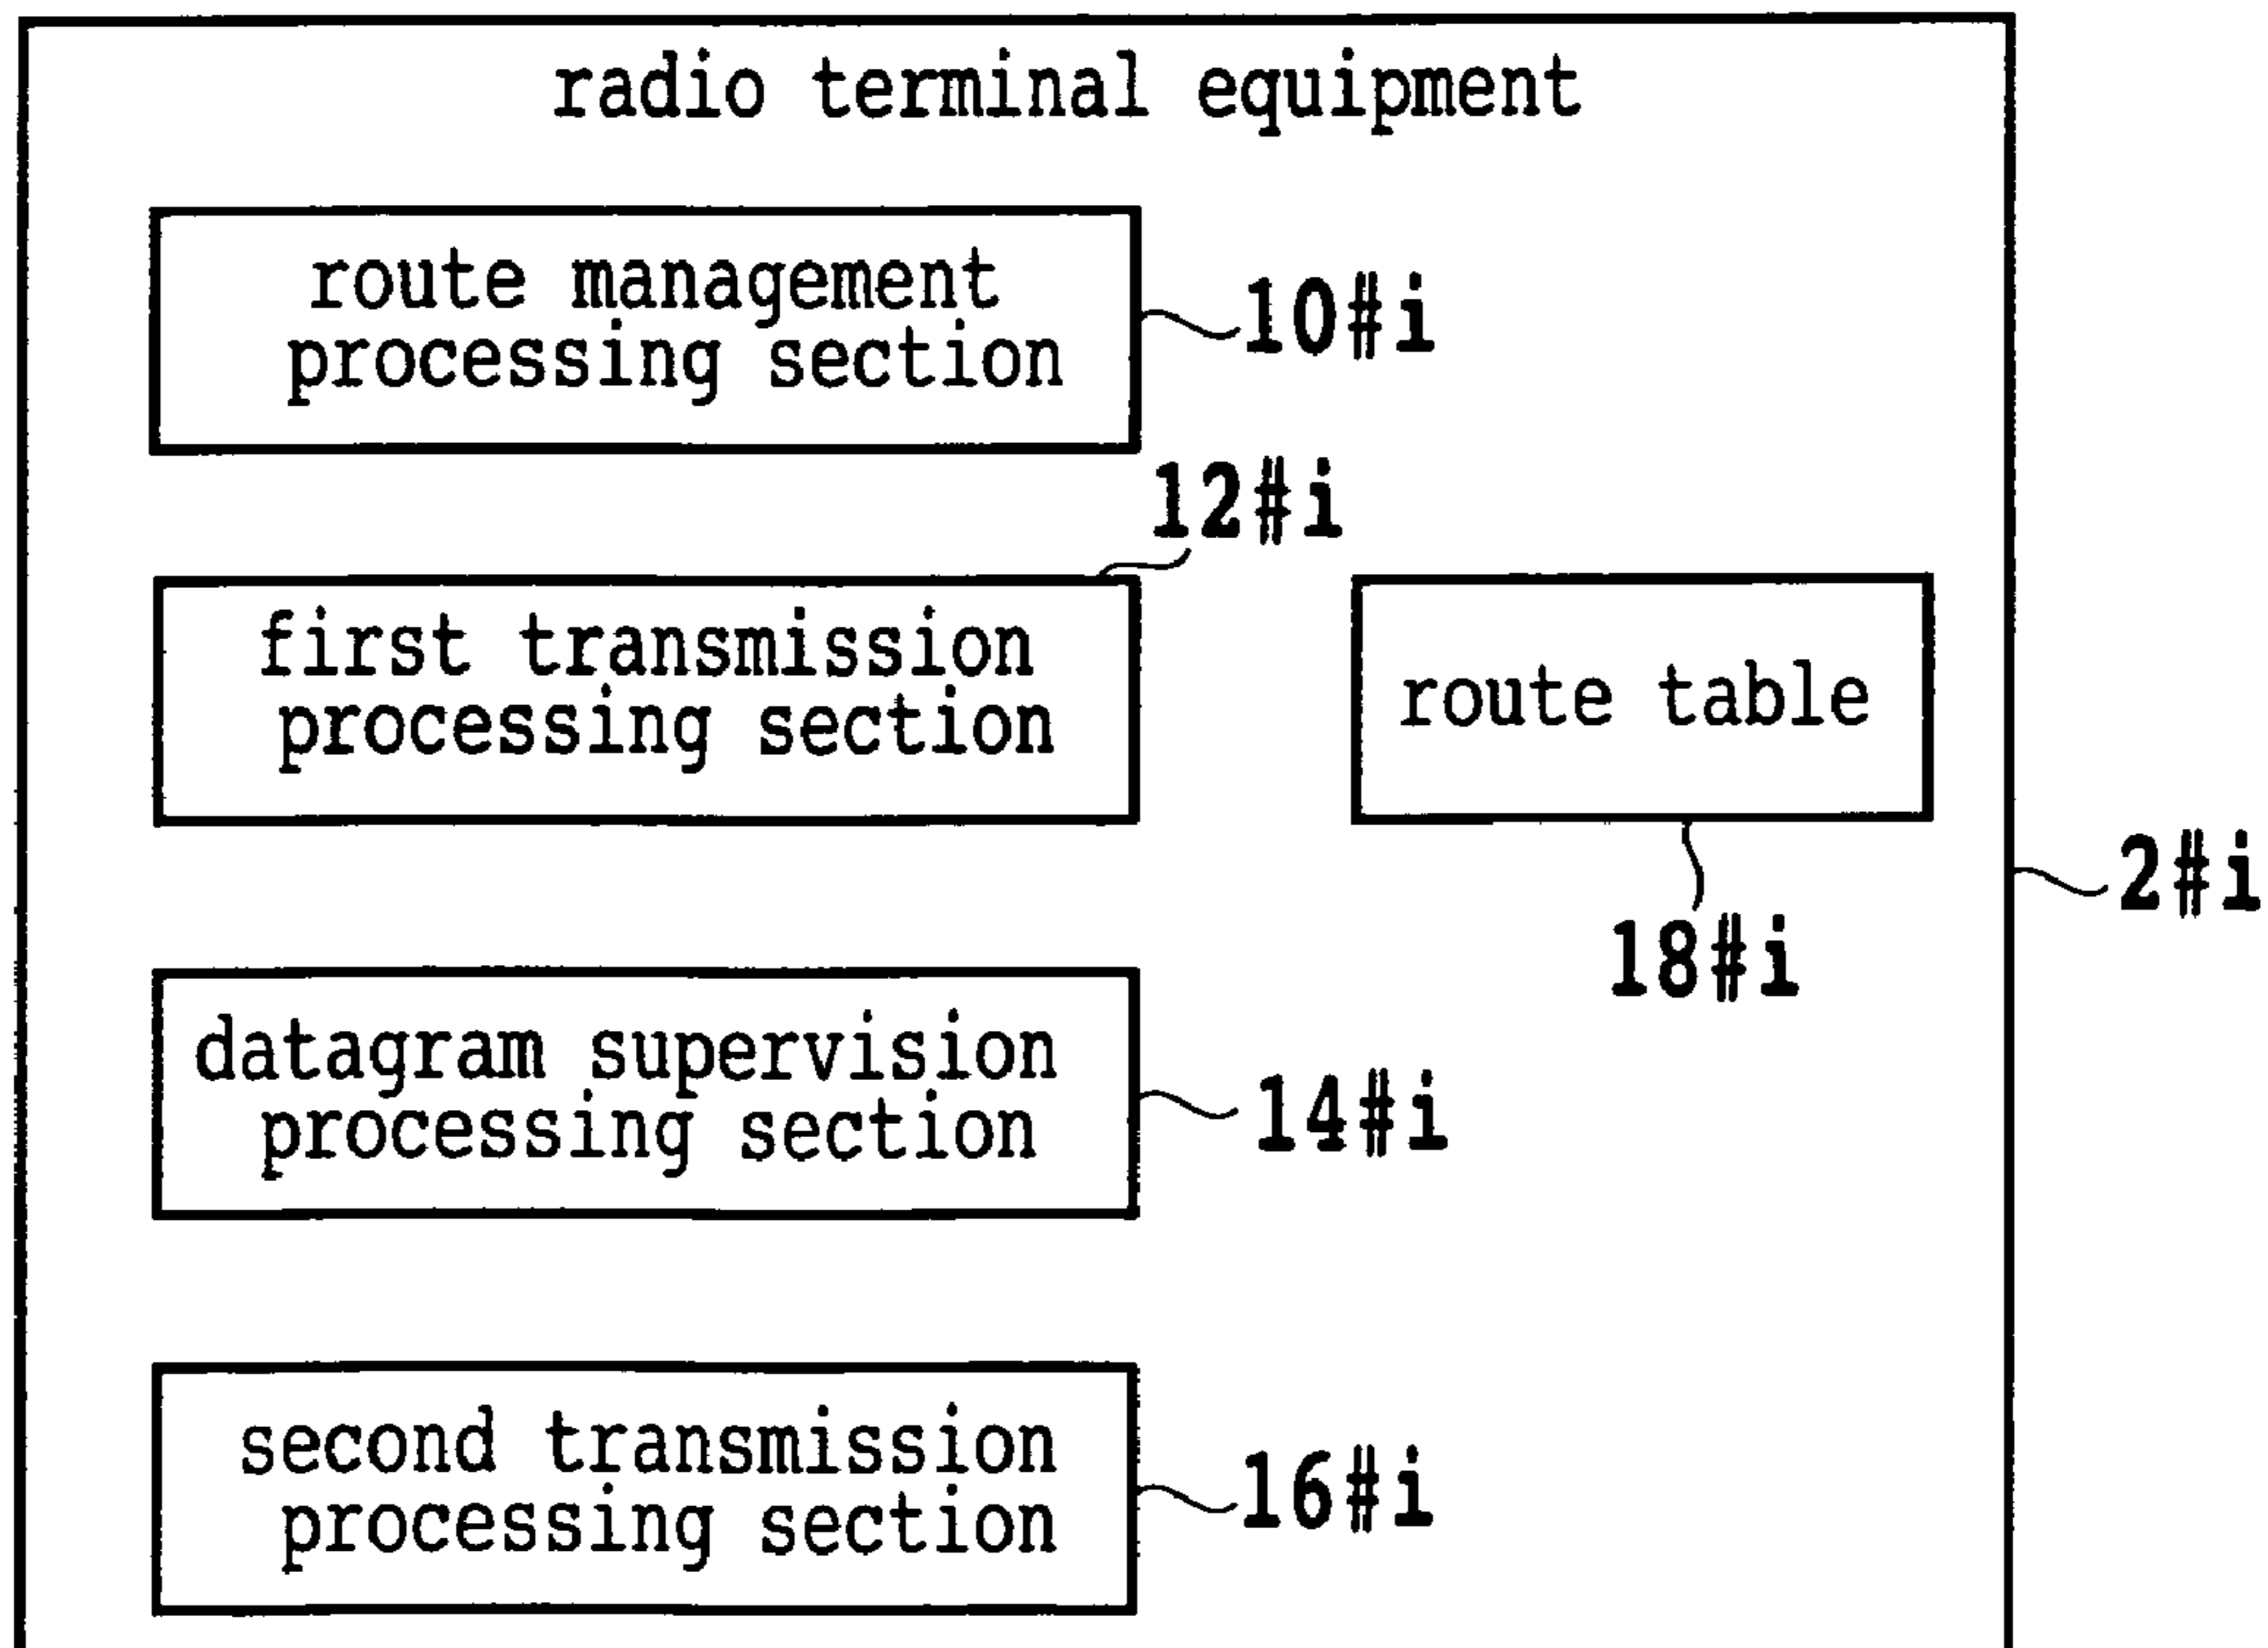 radio terminal equipment
route management
processing section
10#i
12#i
first transmission
processing section
route table
2#i
18#i
datagram supervision
processing section
14#i
second transmission
processing section
16#i